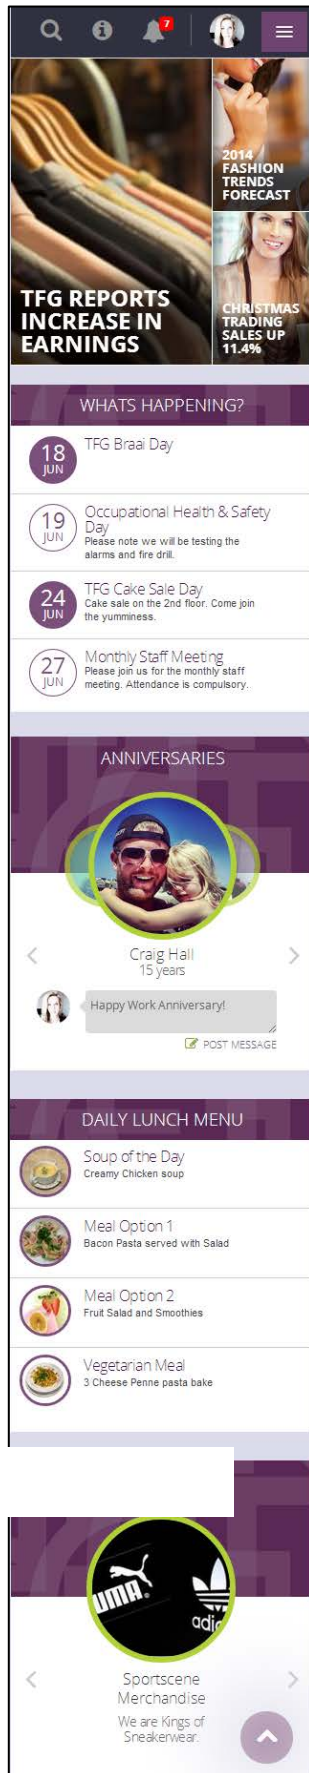 7
TFG REPORTS
INCREASE IN
EARNINGS
2014
FASHION
TRENDS
FORECAST
CHRISTMAS
TRADING
SALES UP
11.4%
WHATS HAPPENING?
18
JUN
TFG Braai Day
19
JUN
Occupational Health & Safety
Day
Please note we will be testing the
alarms and fire drill.
24
JUN
TFG Cake Sale Day
Cake sale on the 2nd floor. Come join
the yumminess.
27
JUN
Monthly Staff Meeting
Please join us for the monthly staff
meeting. Attendance is compulsory.
ANNIVERSARIES
Craig Hall
15 years
Happy Work Anniversary!
POST MESSAGE
DAILY LUNCH MENU
Soup of the Day
Creamy Chicken soup
Meal Option 1
Bacon Pasta served with Salad
Meal Option 2
Fruit Salad and Smoothies
Vegetarian Meal
3 Cheese Penne pasta bake
PUMA
adidas
Sportscene
Merchandise
We are Kings of
Sneakerwear.